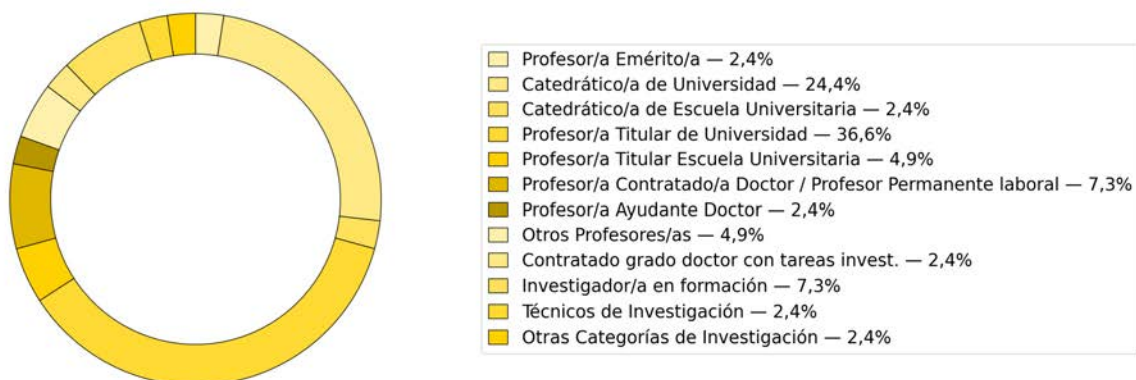 Profesor/a Emérito/a — 2,4%
Catedrático/a de Universidad — 24,4%
Catedrático/a de Escuela Universitaria — 2,4%
Profesor/a Titular de Universidad — 36,6%
Profesor/a Titular Escuela Universitaria — 4,9%
Profesor/a Contratado/a Doctor / Profesor Permanente laboral — 7,3%
Profesor/a Ayudante Doctor — 2,4%
Otros Profesores/as — 4,9%
Contratado grado doctor con tareas invest. — 2,4%
Investigador/a en formación — 7,3%
Técnicos de Investigación — 2,4%
Otras Categorías de Investigación — 2,4%